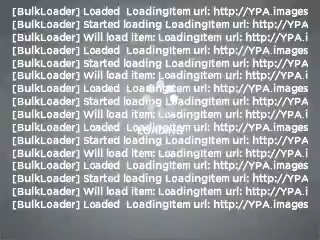 [BulkLoader] Loaded LoadingItem url: http://YPA.images
[BulkLoader] Started loading LoadingItem url: http://YPA
[BulkLoader] Will load item: LoadingItem url: http://YPA.i
[BulkLoader] Loaded LoadingItem url: http://YPA.images
[BulkLoader] Started loading LoadingItem url: http://YPA
[BulkLoader] Will load item: LoadingItem url: http://YPA.i
[BulkLoader] Loaded LoadingItem url: http://YPA.images
[BulkLoader] Started loading LoadingItem url: http://YPA
[BulkLoader] Will load item: LoadingItem url: http://YPA.i
[BulkLoader] Loaded LoadingItem url: http://YPA.images
[BulkLoader] Started loading LoadingItem url: http://YPA
[BulkLoader] Will load item: LoadingItem url: http://YPA.i
[BulkLoader] Loaded LoadingItem url: http://YPA.images
[BulkLoader] Started loading LoadingItem url: http://YPA
[BulkLoader] Will load item: LoadingItem url: http://YPA.i
[BulkLoader] Loaded LoadingItem url: http://YPA.images